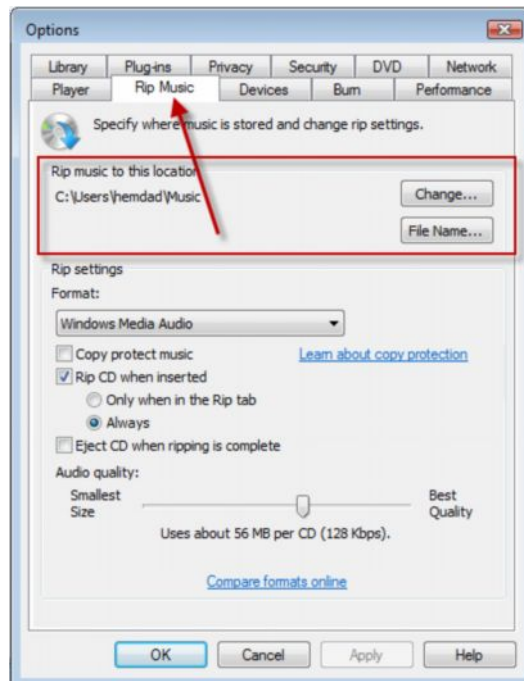 Options
Library Plug-ins Privacy Security DVD Network
Player Rip Music Devices Burn Performance
Specify where music is stored and change rip settings.
Rip music to this location
C:\Users\hemdad\Music
Change...
File Name...
Rip settings
Format:
Windows Media Audio
Copy protect music Learn about copy protection
Rip CD when inserted
Only when in the Rip tab
Always
Eject CD when ripping is complete
Audio quality:
Smallest Size
Best Quality
Uses about 56 MB per CD (128 Kbps).
Compare formats online
OK Cancel Apply Help